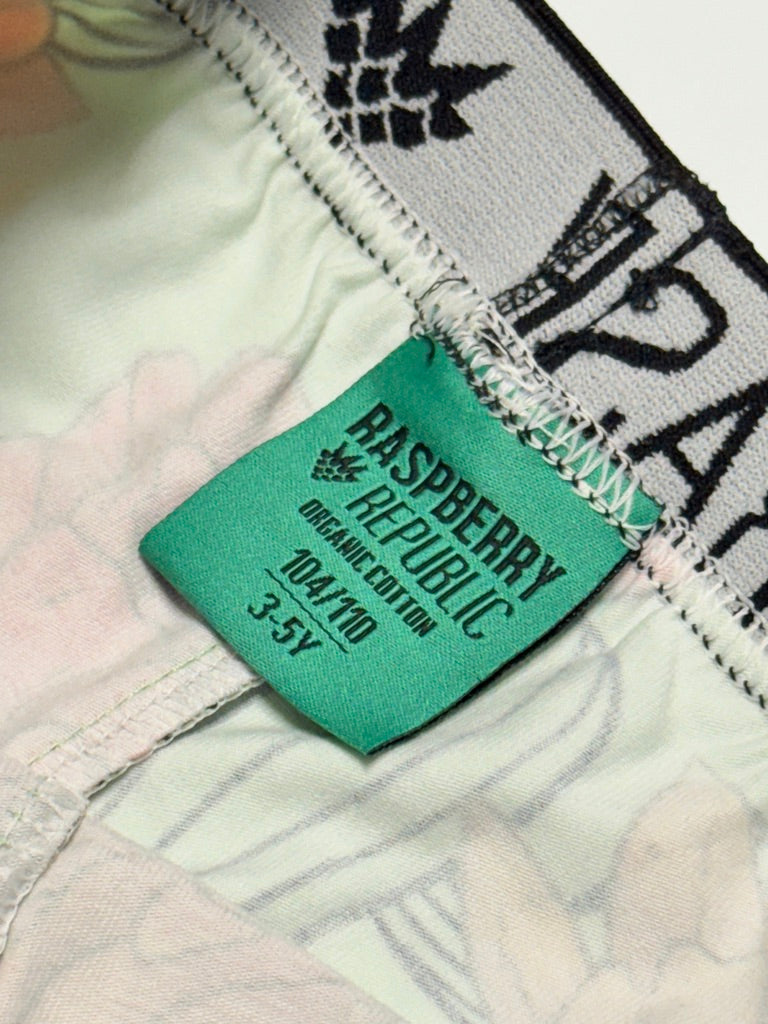 RASPBERRY
REPUBLIC
ORGANIC COTTON
104/110
3-5Y